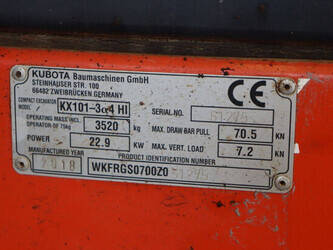 KUBOTA Baumaschinen GmbH
STEINHAUSER STR. 100
66482 ZWEIBRÜCKEN GERMANY
CE
COMPACT EXCAVATOR
MODEL KX101-3α4 HI SERIAL NO. 81275
OPERATING MASS INCL. OPERATOR OF 75kg 3520 kg MAX. DRAW BAR PULL 70.5 KN
POWER 22.9 kW MAX. VERT. LOAD 7.2 KN
MANUFACTURED YEAR 2018 PRODUCT IDENTIFICATION NUMBER
WKFRGS0700Z0